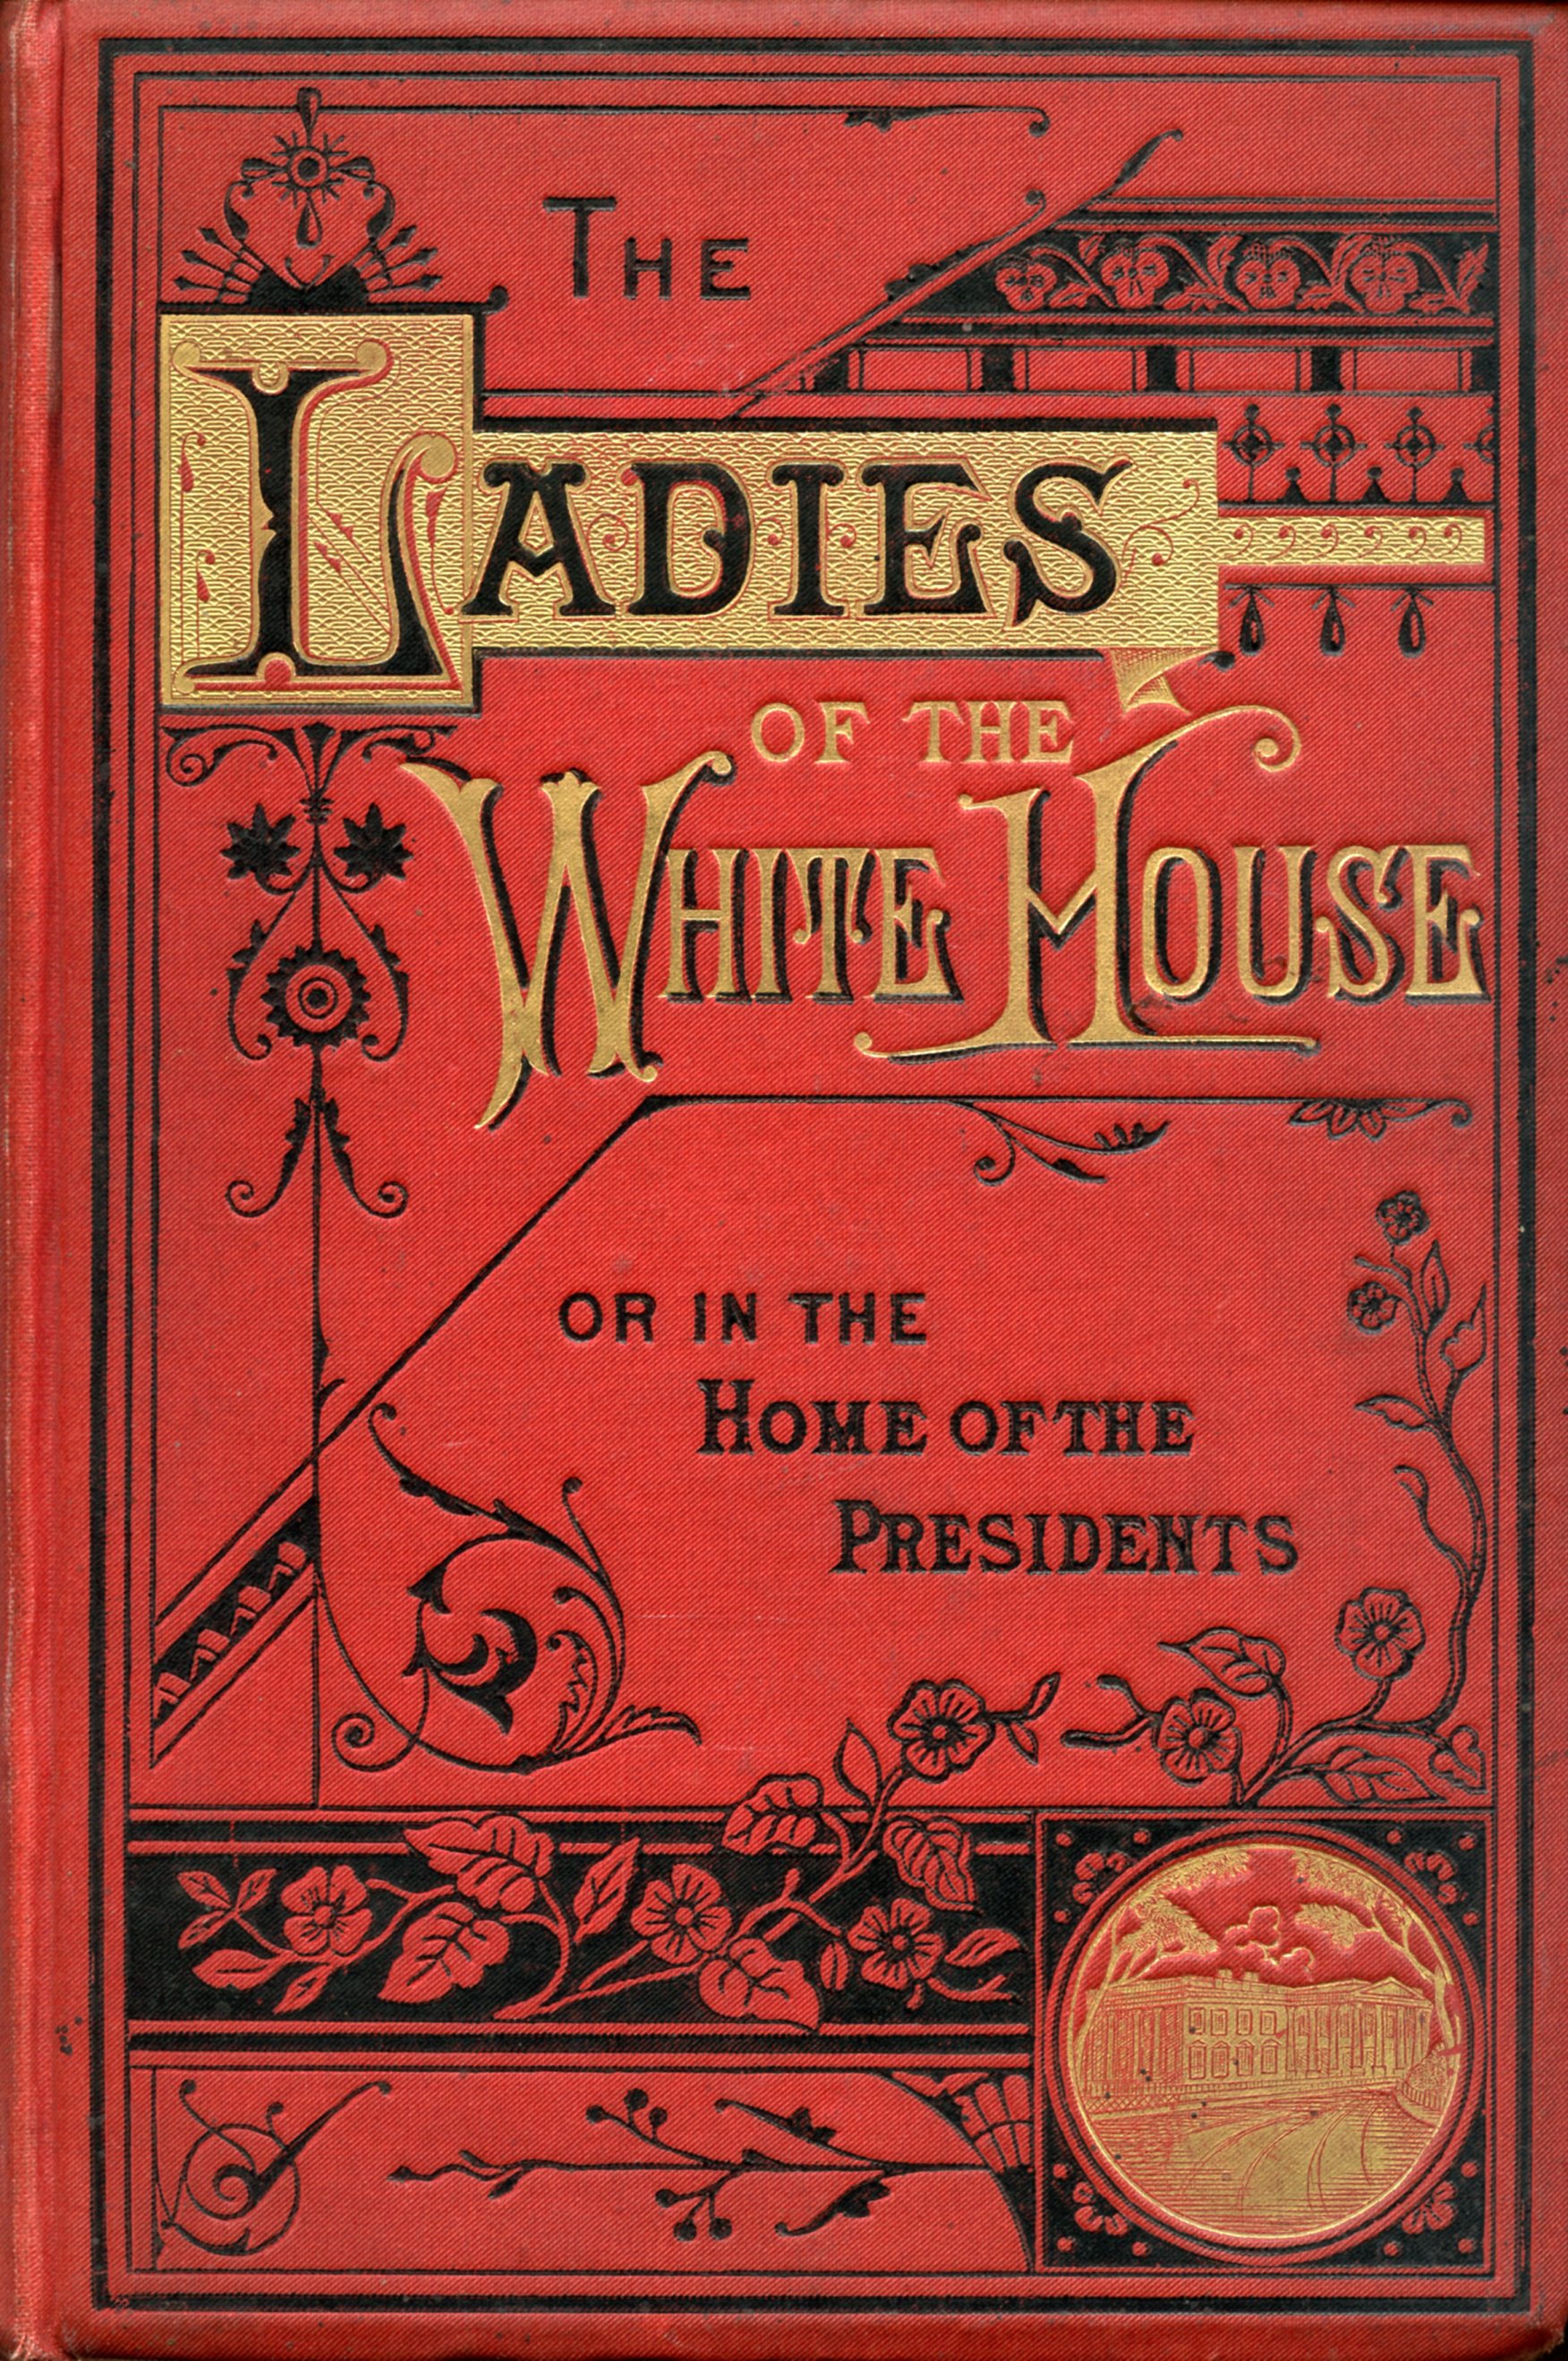 THE
LADIES
OF THE
WHITE HOUSE
OR IN THE
HOME OF THE
PRESIDENTS